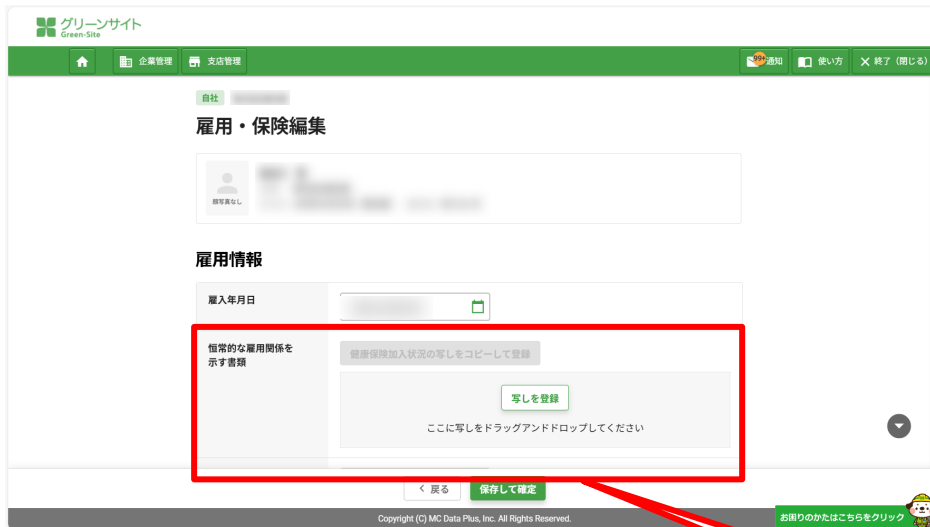 グリーンサイト
Green-Site
企業管理
支店管理
99+
通知
使い方
終了（閉じる）
自社
雇用・保険編集
顔写真なし
雇用情報
雇入年月日
恒常的な雇用関係を
示す書類
健康保険加入状況の写しをコピーして登録
写しを登録
ここに写しをドラッグアンドドロップしてください
戻る
保存して確定
Copyright (C) MC Data Plus, Inc. All Rights Reserved.
お困りのかたはこちらをクリック